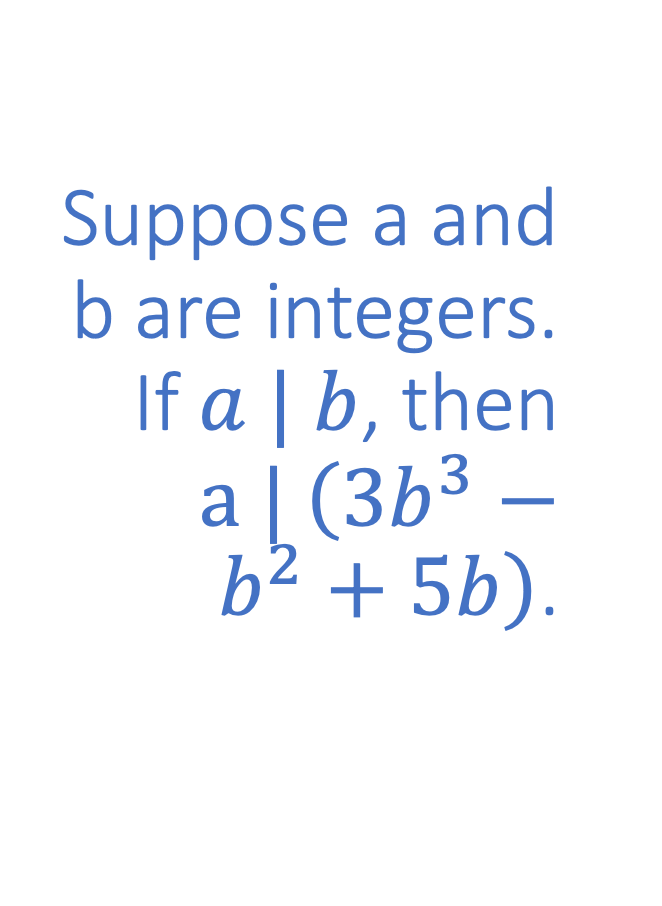 Suppose a and
b are integers.
If 𝑎 | 𝑏, then
a | (3𝑏³ −
𝑏² + 5𝑏).